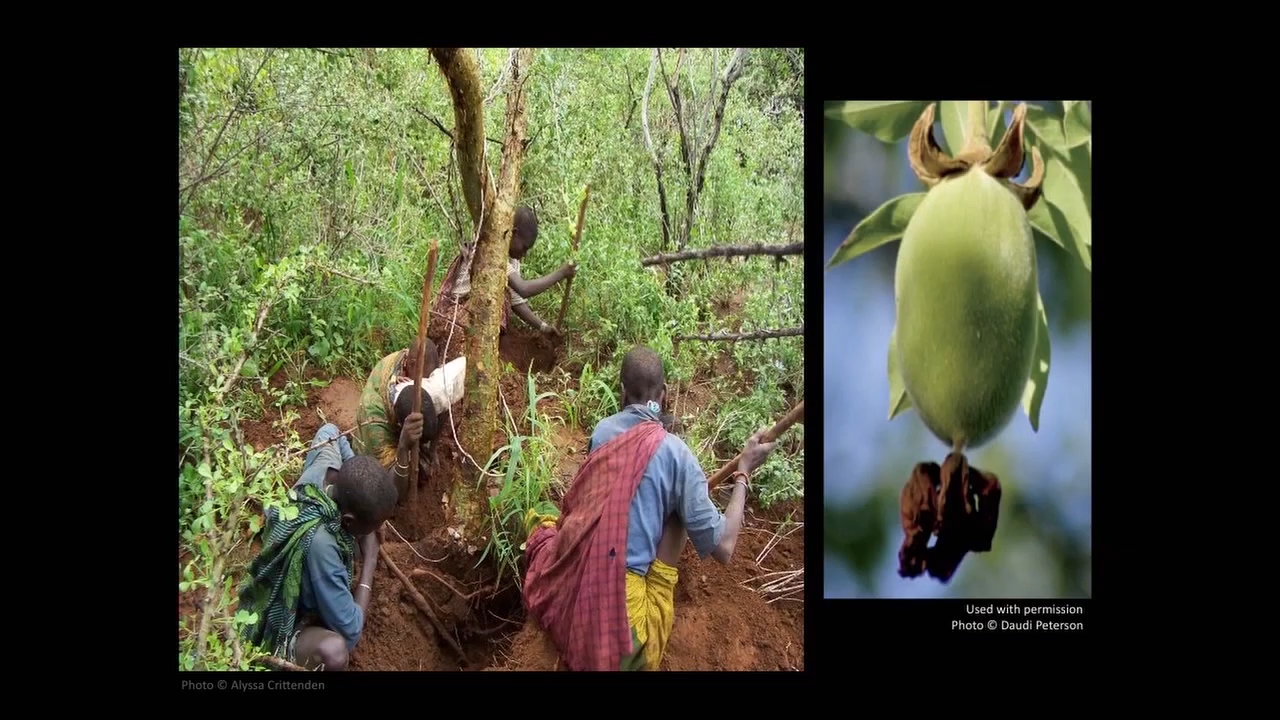 Used with permission
Photo © Daudi Peterson
Photo © Alyssa Crittenden